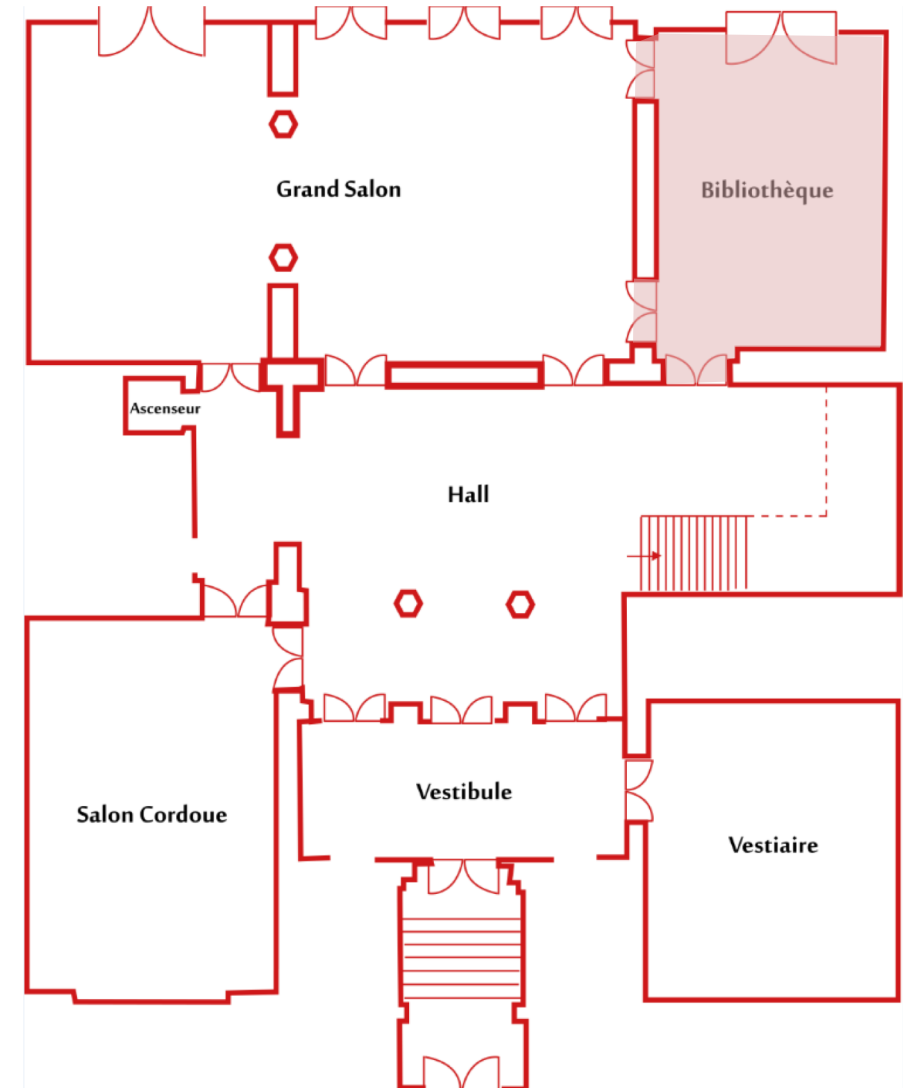 Grand Salon
Bibliothèque
Ascenseur
Hall
Vestibule
Salon Cordoue
Vestiaire